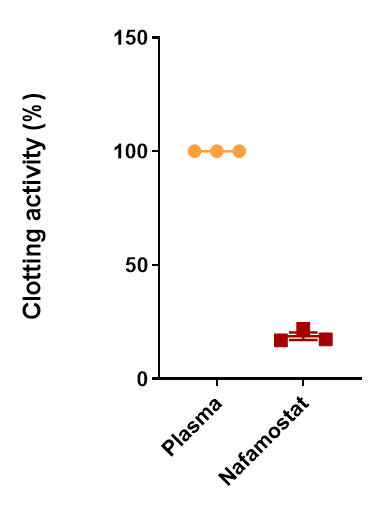 Clotting activity (%)
150
100
50
0
Plasma
Nafamostat